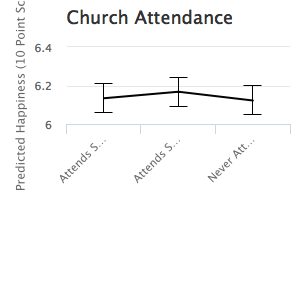 Church Attendance
Predicted Happiness (10 Point Sc
6.4
6.2
6
Attends S...
Attends S...
Never Att...